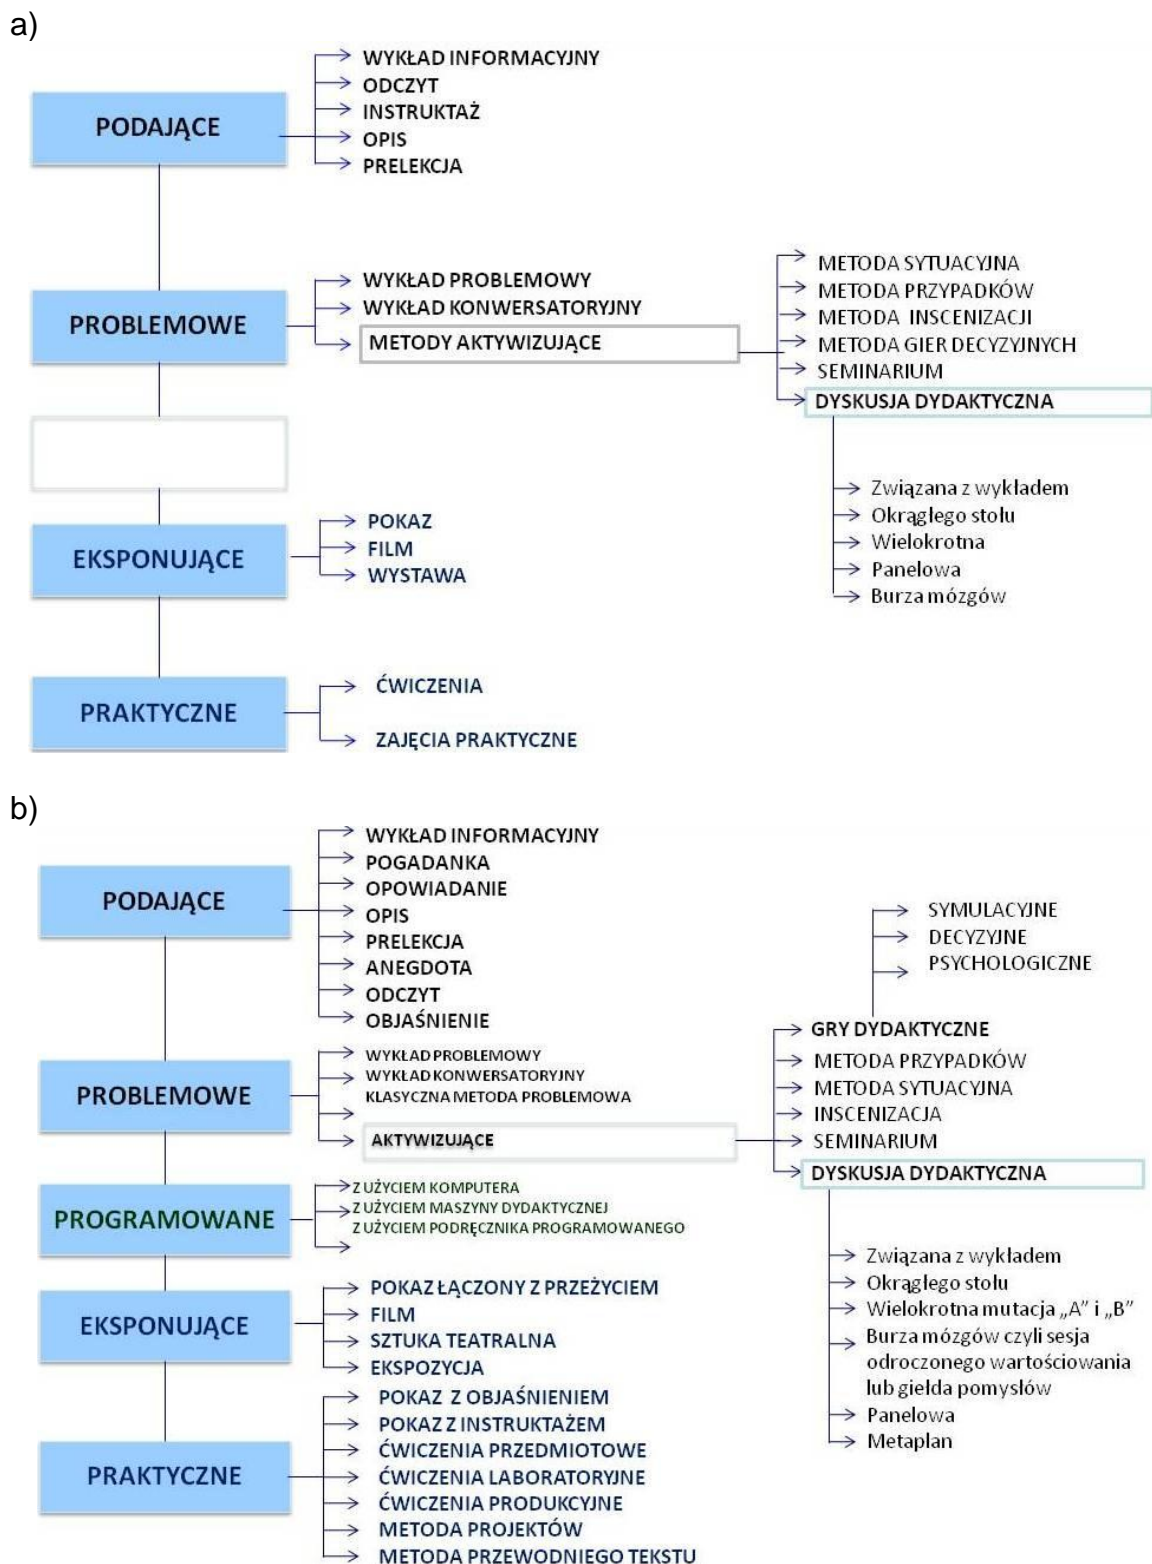 a)
PODAJĄCE
WYKŁAD INFORMACYJNY
ODCZYT
INSTRUKTAŻ
OPIS
PRELEKCJA
PROBLEMOWE
WYKŁAD PROBLEMOWY
WYKŁAD KONWERSATORYJNY
METODY AKTYWIZUJĄCE
METODA SYTUACYJNA
METODA PRZYPADKÓW
METODA INSCENIZACJI
METODA GIER DECYZYJNYCH
SEMINARIUM
DYSKUSJA DYDAKTYCZNA
Związana z wykładem
Okrągłego stołu
Wielokrotna
Panelowa
Burza mózgów
EKSPONUJĄCE
POKAZ
FILM
WYSTAWA
PRAKTYCZNE
ĆWICZENIA
ZAJĘCIA PRAKTYCZNE
b)
PODAJĄCE
WYKŁAD INFORMACYJNY
POGADANKA
OPOWIADANIE
OPIS
PRELEKCJA
ANEGDOTA
ODCZYT
OBJAŚNIENIE
PROBLEMOWE
WYKŁAD PROBLEMOWY
WYKŁAD KONWERSATORYJNY
KLASYCZNA METODA PROBLEMOWA
AKTYWIZUJĄCE
SYMULACYJNE
DECYZYJNE
PSYCHOLOGICZNE
GRY DYDAKTYCZNE
METODA PRZYPADKÓW
METODA SYTUACYJNA
INSCENIZACJA
SEMINARIUM
DYSKUSJA DYDAKTYCZNA
Związana z wykładem
Okrągłego stołu
Wielokrotna mutacja „A” i „B”
Burza mózgów czyli sesja
odroczonego wartościowania
lub giełda pomysłów
Panelowa
Metaplan
PROGRAMOWANE
Z UŻYCIEM KOMPUTERA
Z UŻYCIEM MASZYNY DYDAKTYCZNEJ
Z UŻYCIEM PODRĘCZNIKA PROGRAMOWANEGO
EKSPONUJĄCE
POKAZ ŁĄCZONY Z PRZEŻYCIEM
FILM
SZTUKA TEATRALNA
EKSPOZYCJA
PRAKTYCZNE
POKAZ Z OBJAŚNIENIEM
POKAZ Z INSTRUKTAŻEM
ĆWICZENIA PRZEDMIOTOWE
ĆWICZENIA LABORATORYJNE
ĆWICZENIA PRODUKCYJNE
METODA PROJEKTÓW
METODA PRZEWODNIEGO TEKSTU